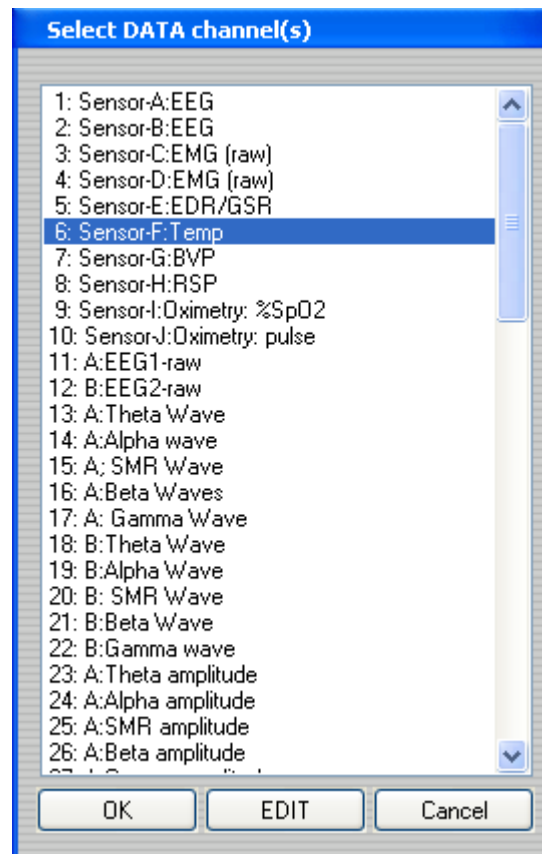 Select DATA channel(s)
1: Sensor-A:EEG
2: Sensor-B:EEG
3: Sensor-C:EMG (raw)
4: Sensor-D:EMG (raw)
5: Sensor-E:EDR/GSR
6: Sensor-F:Temp
7: Sensor-G:BVP
8: Sensor-H:RSP
9: Sensor-I:Oximetry: %SpO2
10: Sensor-J:Oximetry: pulse
11: A:EEG1-raw
12: B:EEG2-raw
13: A:Theta Wave
14: A:Alpha wave
15: A; SMR Wave
16: A:Beta Waves
17: A: Gamma Wave
18: B:Theta Wave
19: B:Alpha Wave
20: B: SMR Wave
21: B:Beta Wave
22: B:Gamma wave
23: A:Theta amplitude
24: A:Alpha amplitude
25: A:SMR amplitude
26: A:Beta amplitude
OK EDIT Cancel